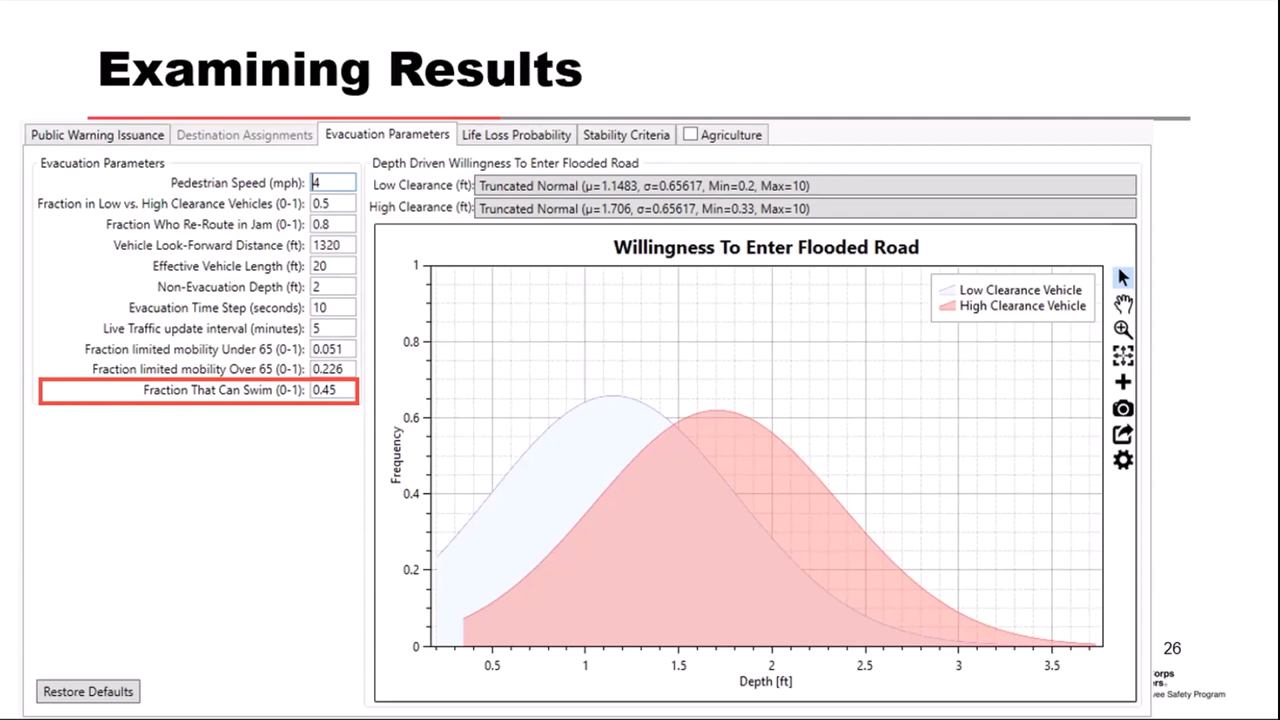 Examining Results
Public Warning Issuance
Destination Assignments
Evacuation Parameters
Life Loss Probability
Stability Criteria
Agriculture
Evacuation Parameters
Pedestrian Speed (mph): 4
Fraction in Low vs. High Clearance Vehicles (0-1): 0.5
Fraction Who Re-Route in Jam (0-1): 0.8
Vehicle Look-Forward Distance (ft): 1320
Effective Vehicle Length (ft): 20
Non-Evacuation Depth (ft): 2
Evacuation Time Step (seconds): 10
Live Traffic update interval (minutes): 5
Fraction limited mobility Under 65 (0-1): 0.051
Fraction limited mobility Over 65 (0-1): 0.226
Fraction That Can Swim (0-1): 0.45
Restore Defaults
Depth Driven Willingness To Enter Flooded Road
Low Clearance (ft): Truncated Normal (μ=1.1483, σ=0.65617, Min=0.2, Max=10)
High Clearance (ft): Truncated Normal (μ=1.706, σ=0.65617, Min=0.33, Max=10)
Willingness To Enter Flooded Road
Low Clearance Vehicle
High Clearance Vehicle
1
0.8
0.6
0.4
0.2
0
Frequency
0.5 1 1.5 2 2.5 3 3.5
Depth [ft]
26
orps
ers®
vee Safety Program